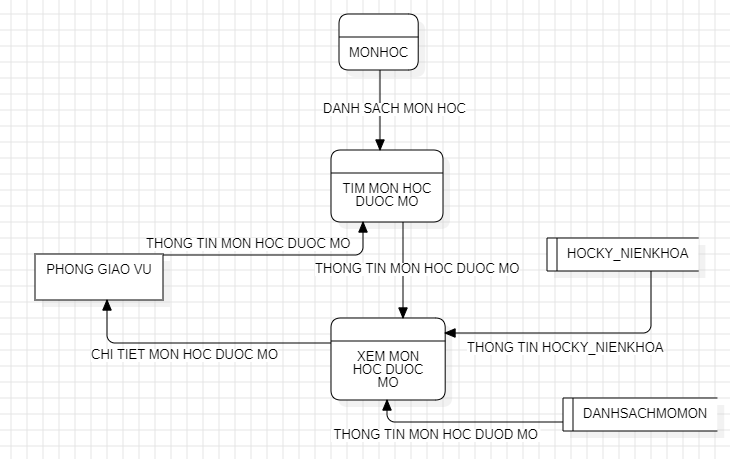 MONHOC
DANH SACH MON HOC
TIM MON HOC
DUOC MO
THONG TIN MON HOC DUOC MO
PHONG GIAO VU
THONG TIN MON HOC DUOC MO
HOCKY_NIENKHOA
XEM MON
HOC DUOC
MO
CHI TIET MON HOC DUOC MO
THONG TIN HOCKY_NIENKHOA
DANHSACHMOMON
THONG TIN MON HOC DUOD MO